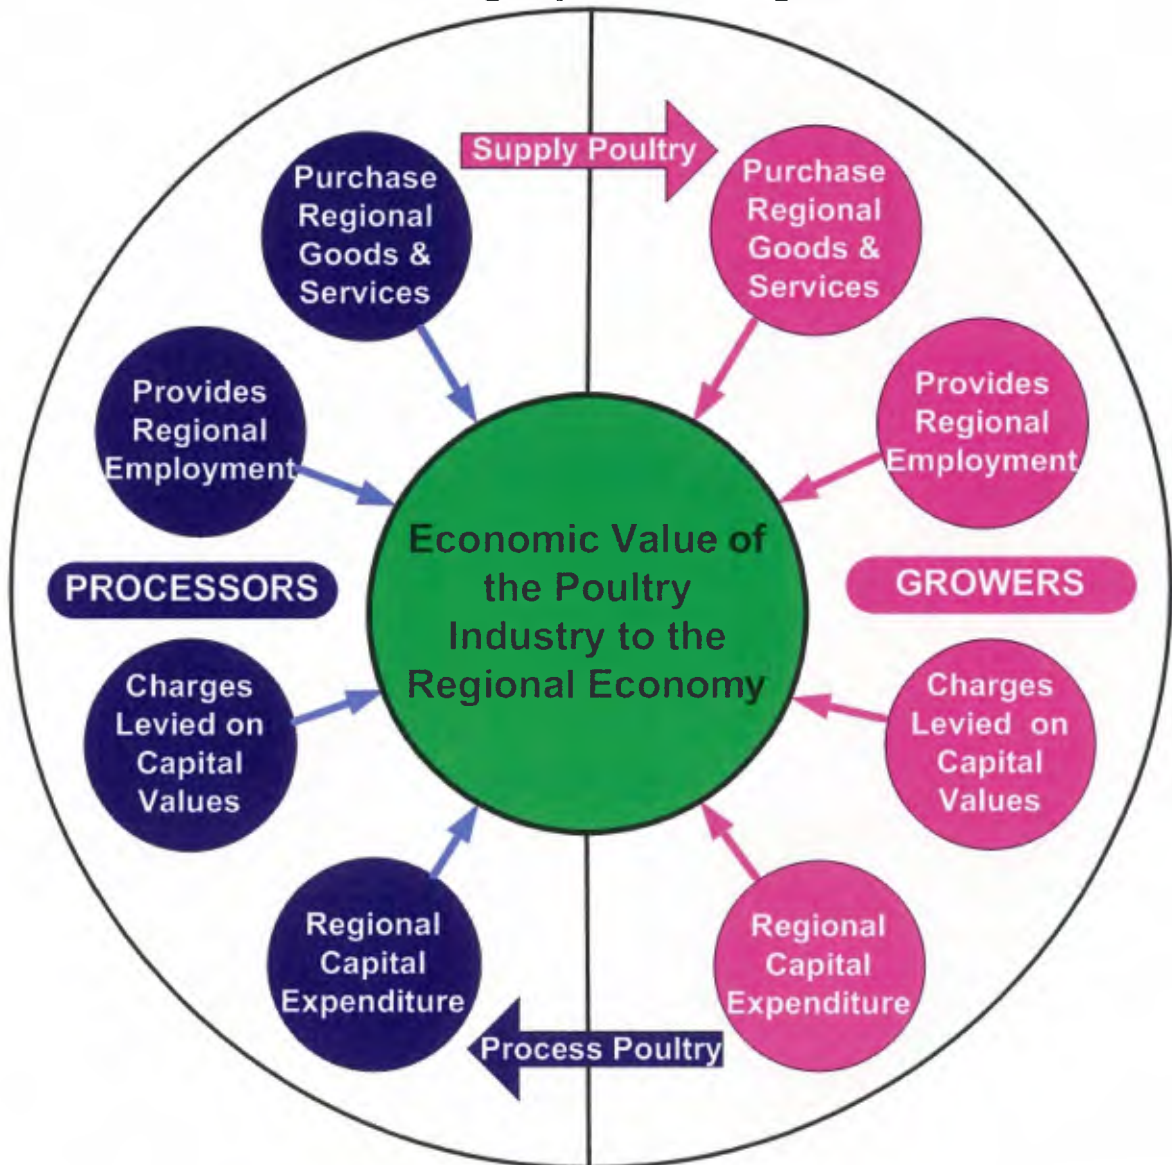 Supply Poultry
Purchase
Regional
Goods &
Services
Purchase
Regional
Goods &
Services
Provides
Regional
Employment
Provides
Regional
Employment
Economic Value of
the Poultry
Industry to the
Regional Economy
PROCESSORS
GROWERS
Charges
Levied on
Capital
Values
Charges
Levied on
Capital
Values
Regional
Capital
Expenditure
Regional
Capital
Expenditure
Process Poultry